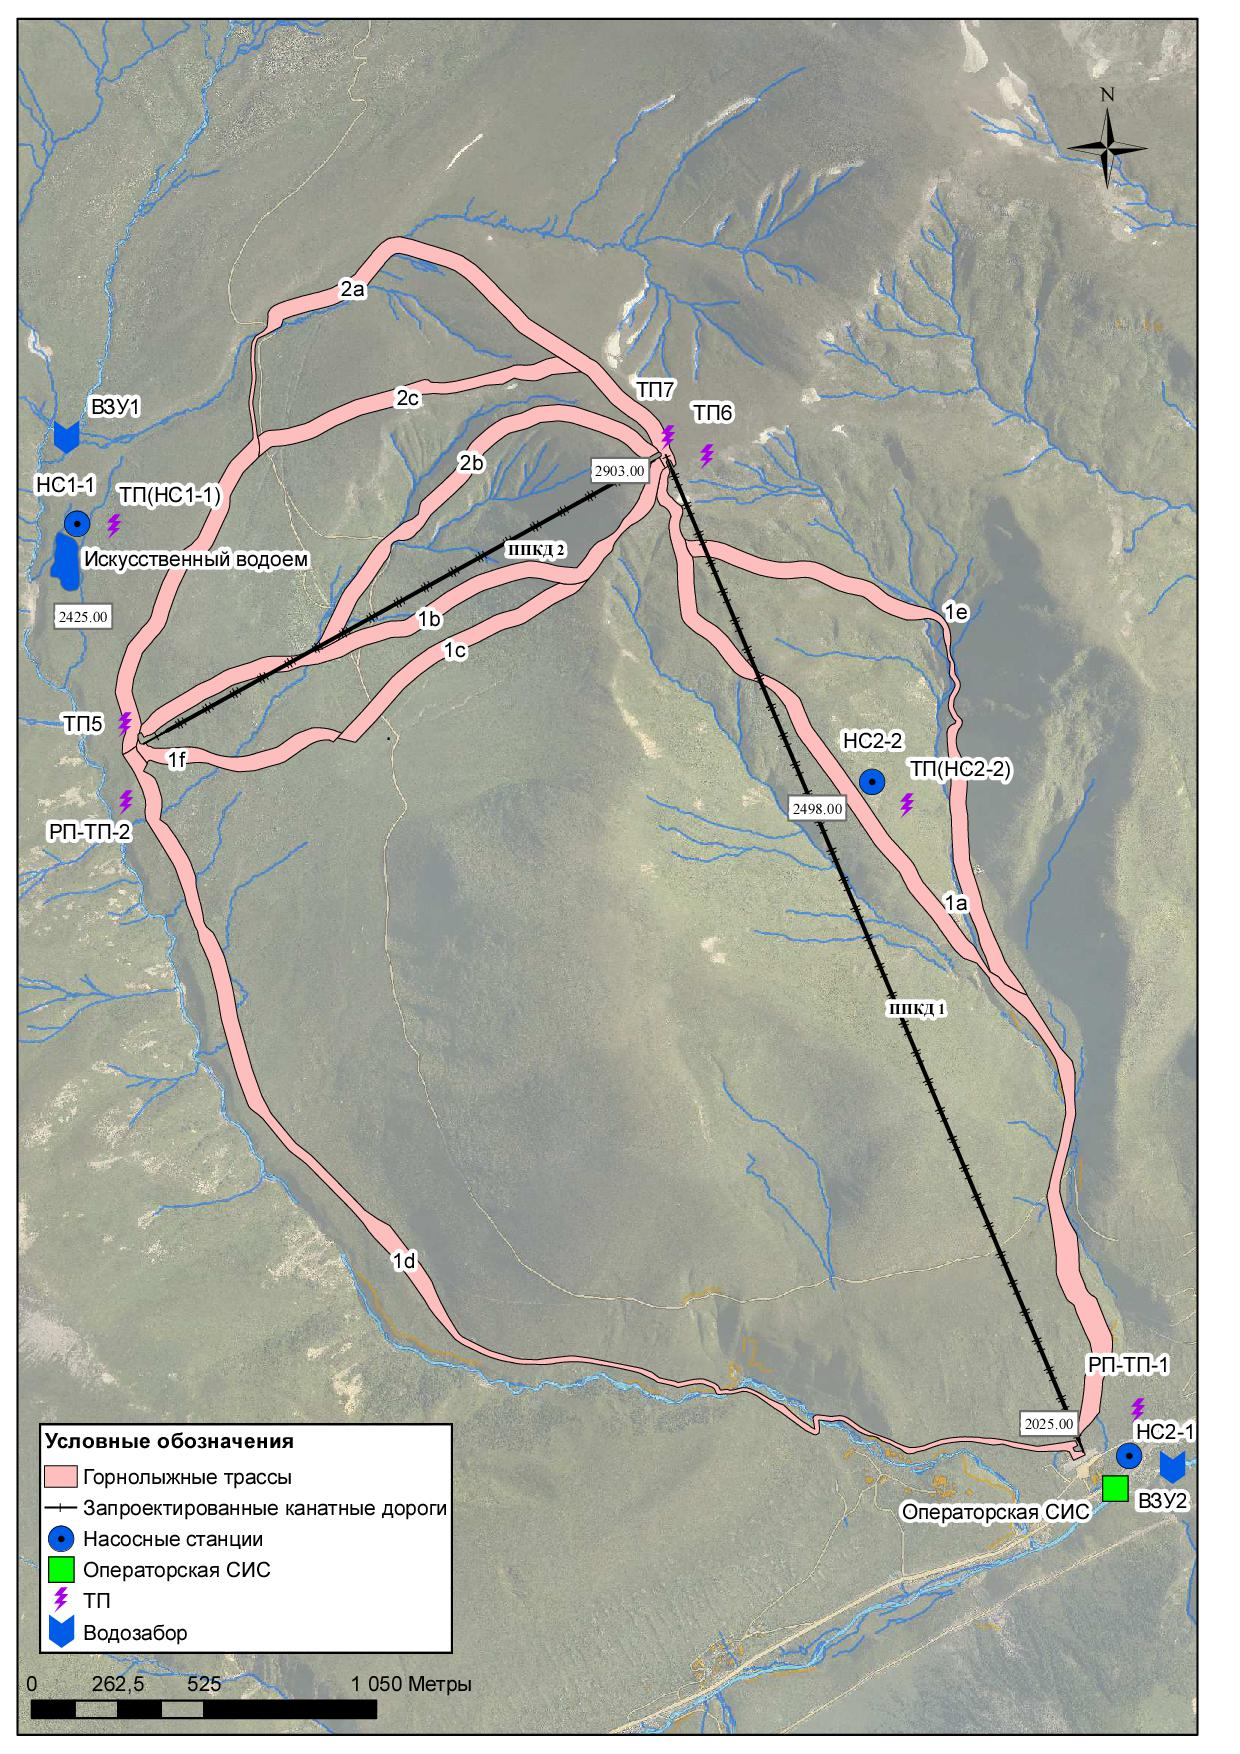 N
2a
2c
ТП7
ТП6
ВЗУ1
2b
2903.00
НС1-1
ТП(НС1-1)
ППКД 2
Искусственный водоем
2425.00
1b
1e
1c
ТП5
1f
НС2-2
ТП(НС2-2)
2498.00
РП-ТП-2
1a
ППКД 1
1d
РП-ТП-1
2025.00
НС2-1
ВЗУ2
Операторская СИС
Условные обозначения
Горнолыжные трассы
Запроектированные канатные дороги
Насосные станции
Операторская СИС
ТП
Водозабор
0 262,5 525 1 050 Метры